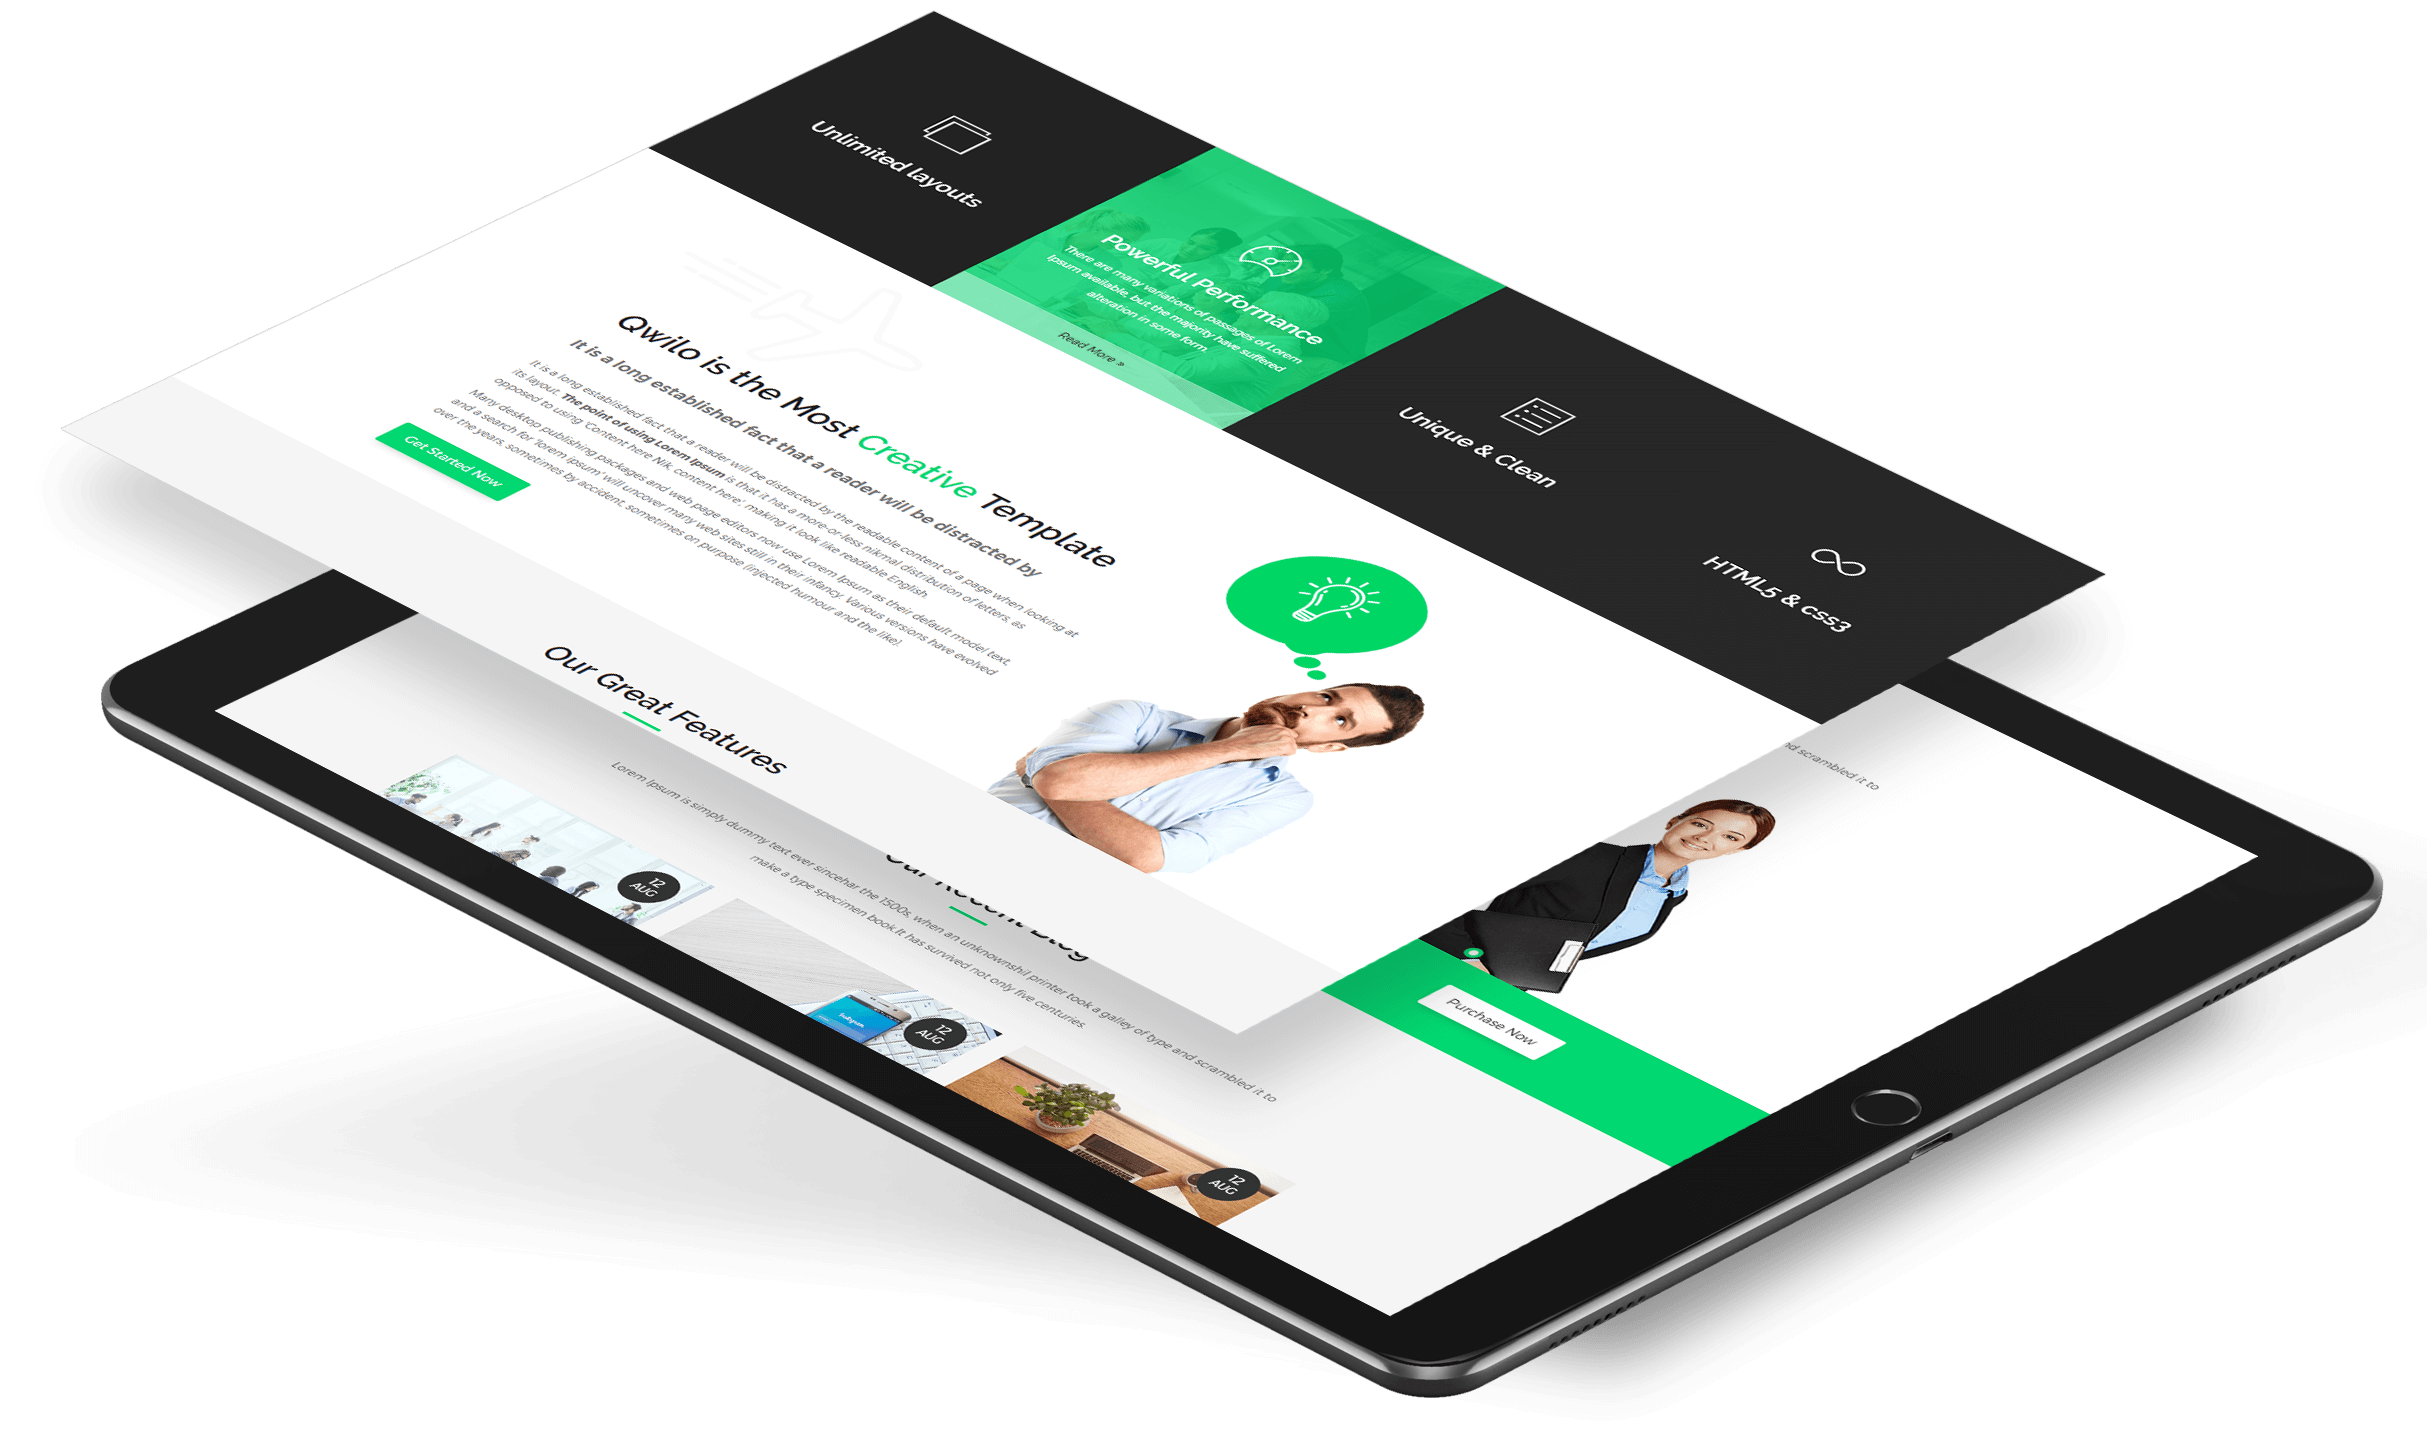 Unlimited layouts
Powerful Performance
There are many variations of passages of Lorem
Ipsum available, but the majority have suffered
alteration in some form.
Read More »
Unique & Clean
HTML5 & css3
Qwilo is the Most Creative Template
It is a long established fact that a reader will be distracted by
It is a long established fact that a reader will be distracted by the readable content of a page when looking at
its layout. The point of using Lorem Ipsum is that it has a more-or-less nikmal distribution of letters, as
opposed to using 'Content here Nik, content here', making it look like readable English.
Many desktop publishing packages and web page editors now use Lorem Ipsum as their default model text,
and a search for 'lorem ipsum' will uncover many web sites still in their infancy. Various versions have evolved
over the years, sometimes by accident, sometimes on purpose (injected humour and the like).
Get Started Now
Our Great Features
and scrambled it to
Purchase Now
Our Recent Blog
Lorem Ipsum is simply dummy text ever sincehar the 1500s, when an unknownshil printer took a galley of type and scrambled it to
make a type specimen book.It has survived not only five centuries.
12
AUG
12
AUG
12
AUG